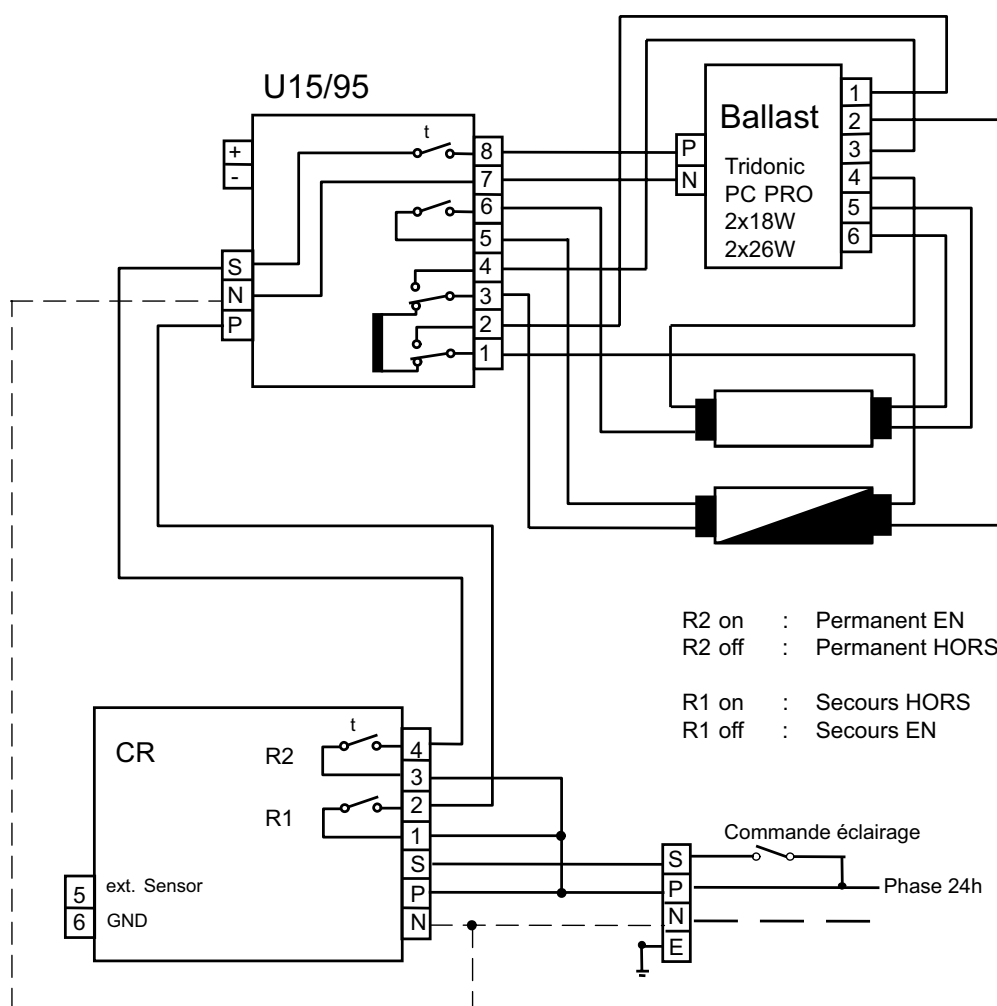 U15/95
t
+
-
S
N
P
8
7
6
5
4
3
2
1
P
N
Ballast
Tridonic
PC PRO
2x18W
2x26W
1
2
3
4
5
6
R2 on : Permanent EN
R2 off : Permanent HORS
R1 on : Secours HORS
R1 off : Secours EN
CR
t
R2
R1
4
3
2
1
S
P
N
5 ext. Sensor
6 GND
Commande éclairage
S
P
N
E
Phase 24h